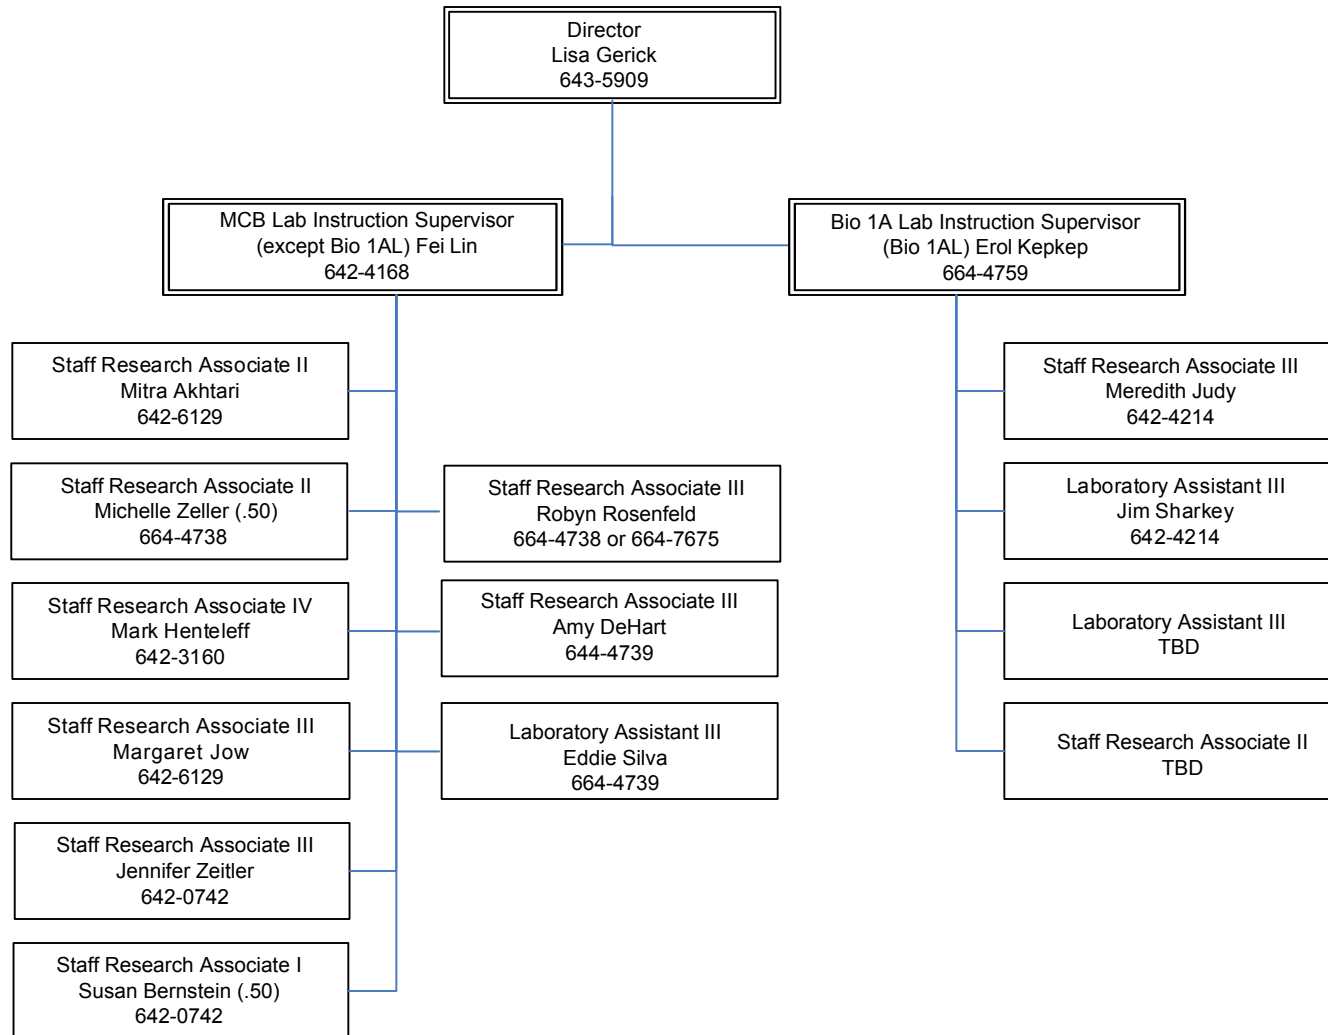 Director
Lisa Gerick
643-5909
MCB Lab Instruction Supervisor
(except Bio 1AL) Fei Lin
642-4168
Bio 1A Lab Instruction Supervisor
(Bio 1AL) Erol Kepkep
664-4759
Staff Research Associate II
Mitra Akhtari
642-6129
Staff Research Associate II
Michelle Zeller (.50)
664-4738
Staff Research Associate IV
Mark Henteleff
642-3160
Staff Research Associate III
Margaret Jow
642-6129
Staff Research Associate III
Jennifer Zeitler
642-0742
Staff Research Associate I
Susan Bernstein (.50)
642-0742
Staff Research Associate III
Robyn Rosenfeld
664-4738 or 664-7675
Staff Research Associate III
Amy DeHart
644-4739
Laboratory Assistant III
Eddie Silva
664-4739
Staff Research Associate III
Meredith Judy
642-4214
Laboratory Assistant III
Jim Sharkey
642-4214
Laboratory Assistant III
TBD
Staff Research Associate II
TBD